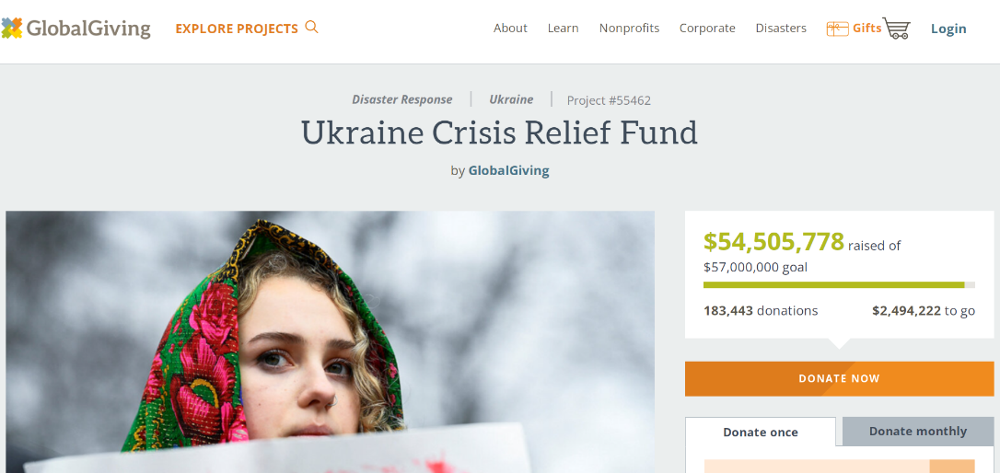 GlobalGiving
EXPLORE PROJECTS
About
Learn
Nonprofits
Corporate
Disasters
Gifts
Login
Disaster Response
Ukraine
Project #55462
Ukraine Crisis Relief Fund
by GlobalGiving
$54,505,778 raised of
$57,000,000 goal
183,443 donations
$2,494,222 to go
DONATE NOW
Donate once
Donate monthly